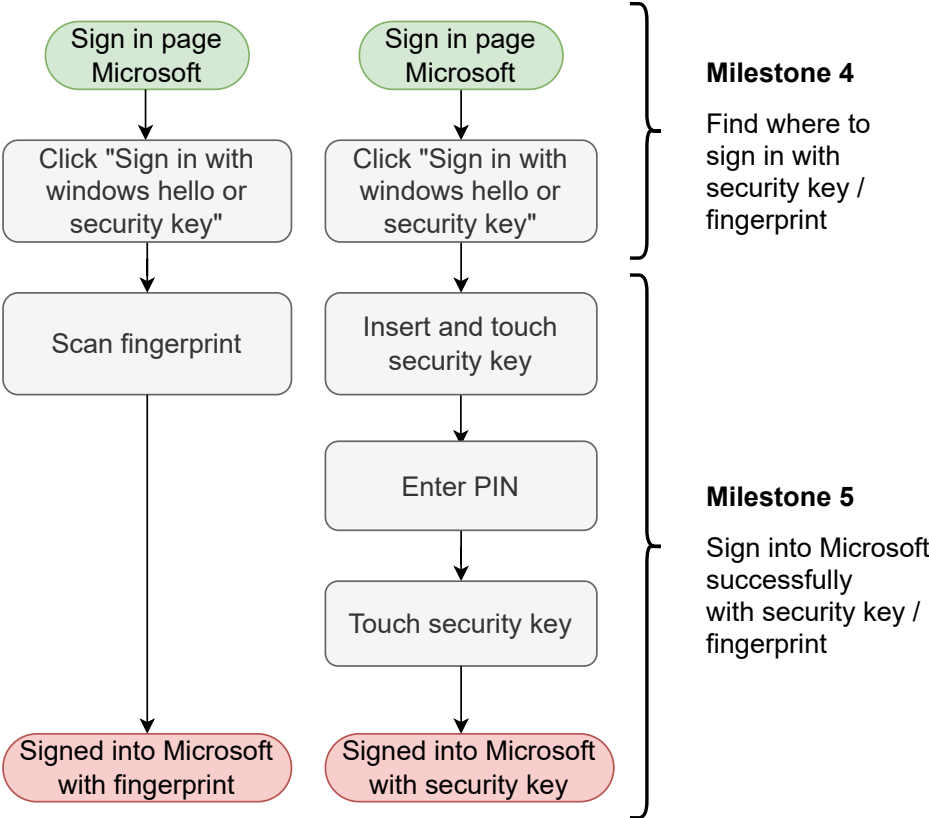 Sign in page
Microsoft
Click "Sign in with
windows hello or
security key"
Scan fingerprint
Signed into Microsoft
with fingerprint
Sign in page
Microsoft
Click "Sign in with
windows hello or
security key"
Insert and touch
security key
Enter PIN
Touch security key
Signed into Microsoft
with security key
Milestone 4
Find where to
sign in with
security key /
fingerprint
Milestone 5
Sign into Microsoft
successfully
with security key /
fingerprint